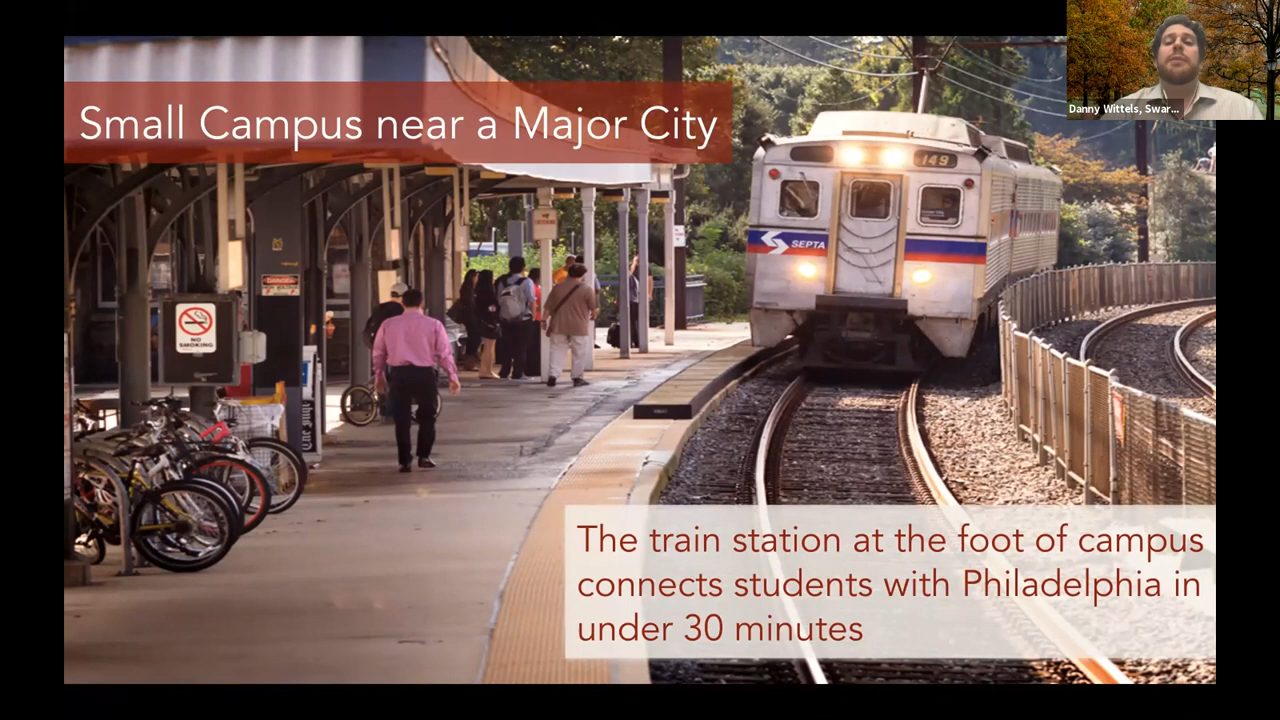 Small Campus near a Major City
Danny Wittels, Swar...
149
SEPTA
DANGER
NO
SMOKING
The train station at the foot of campus
connects students with Philadelphia in
under 30 minutes